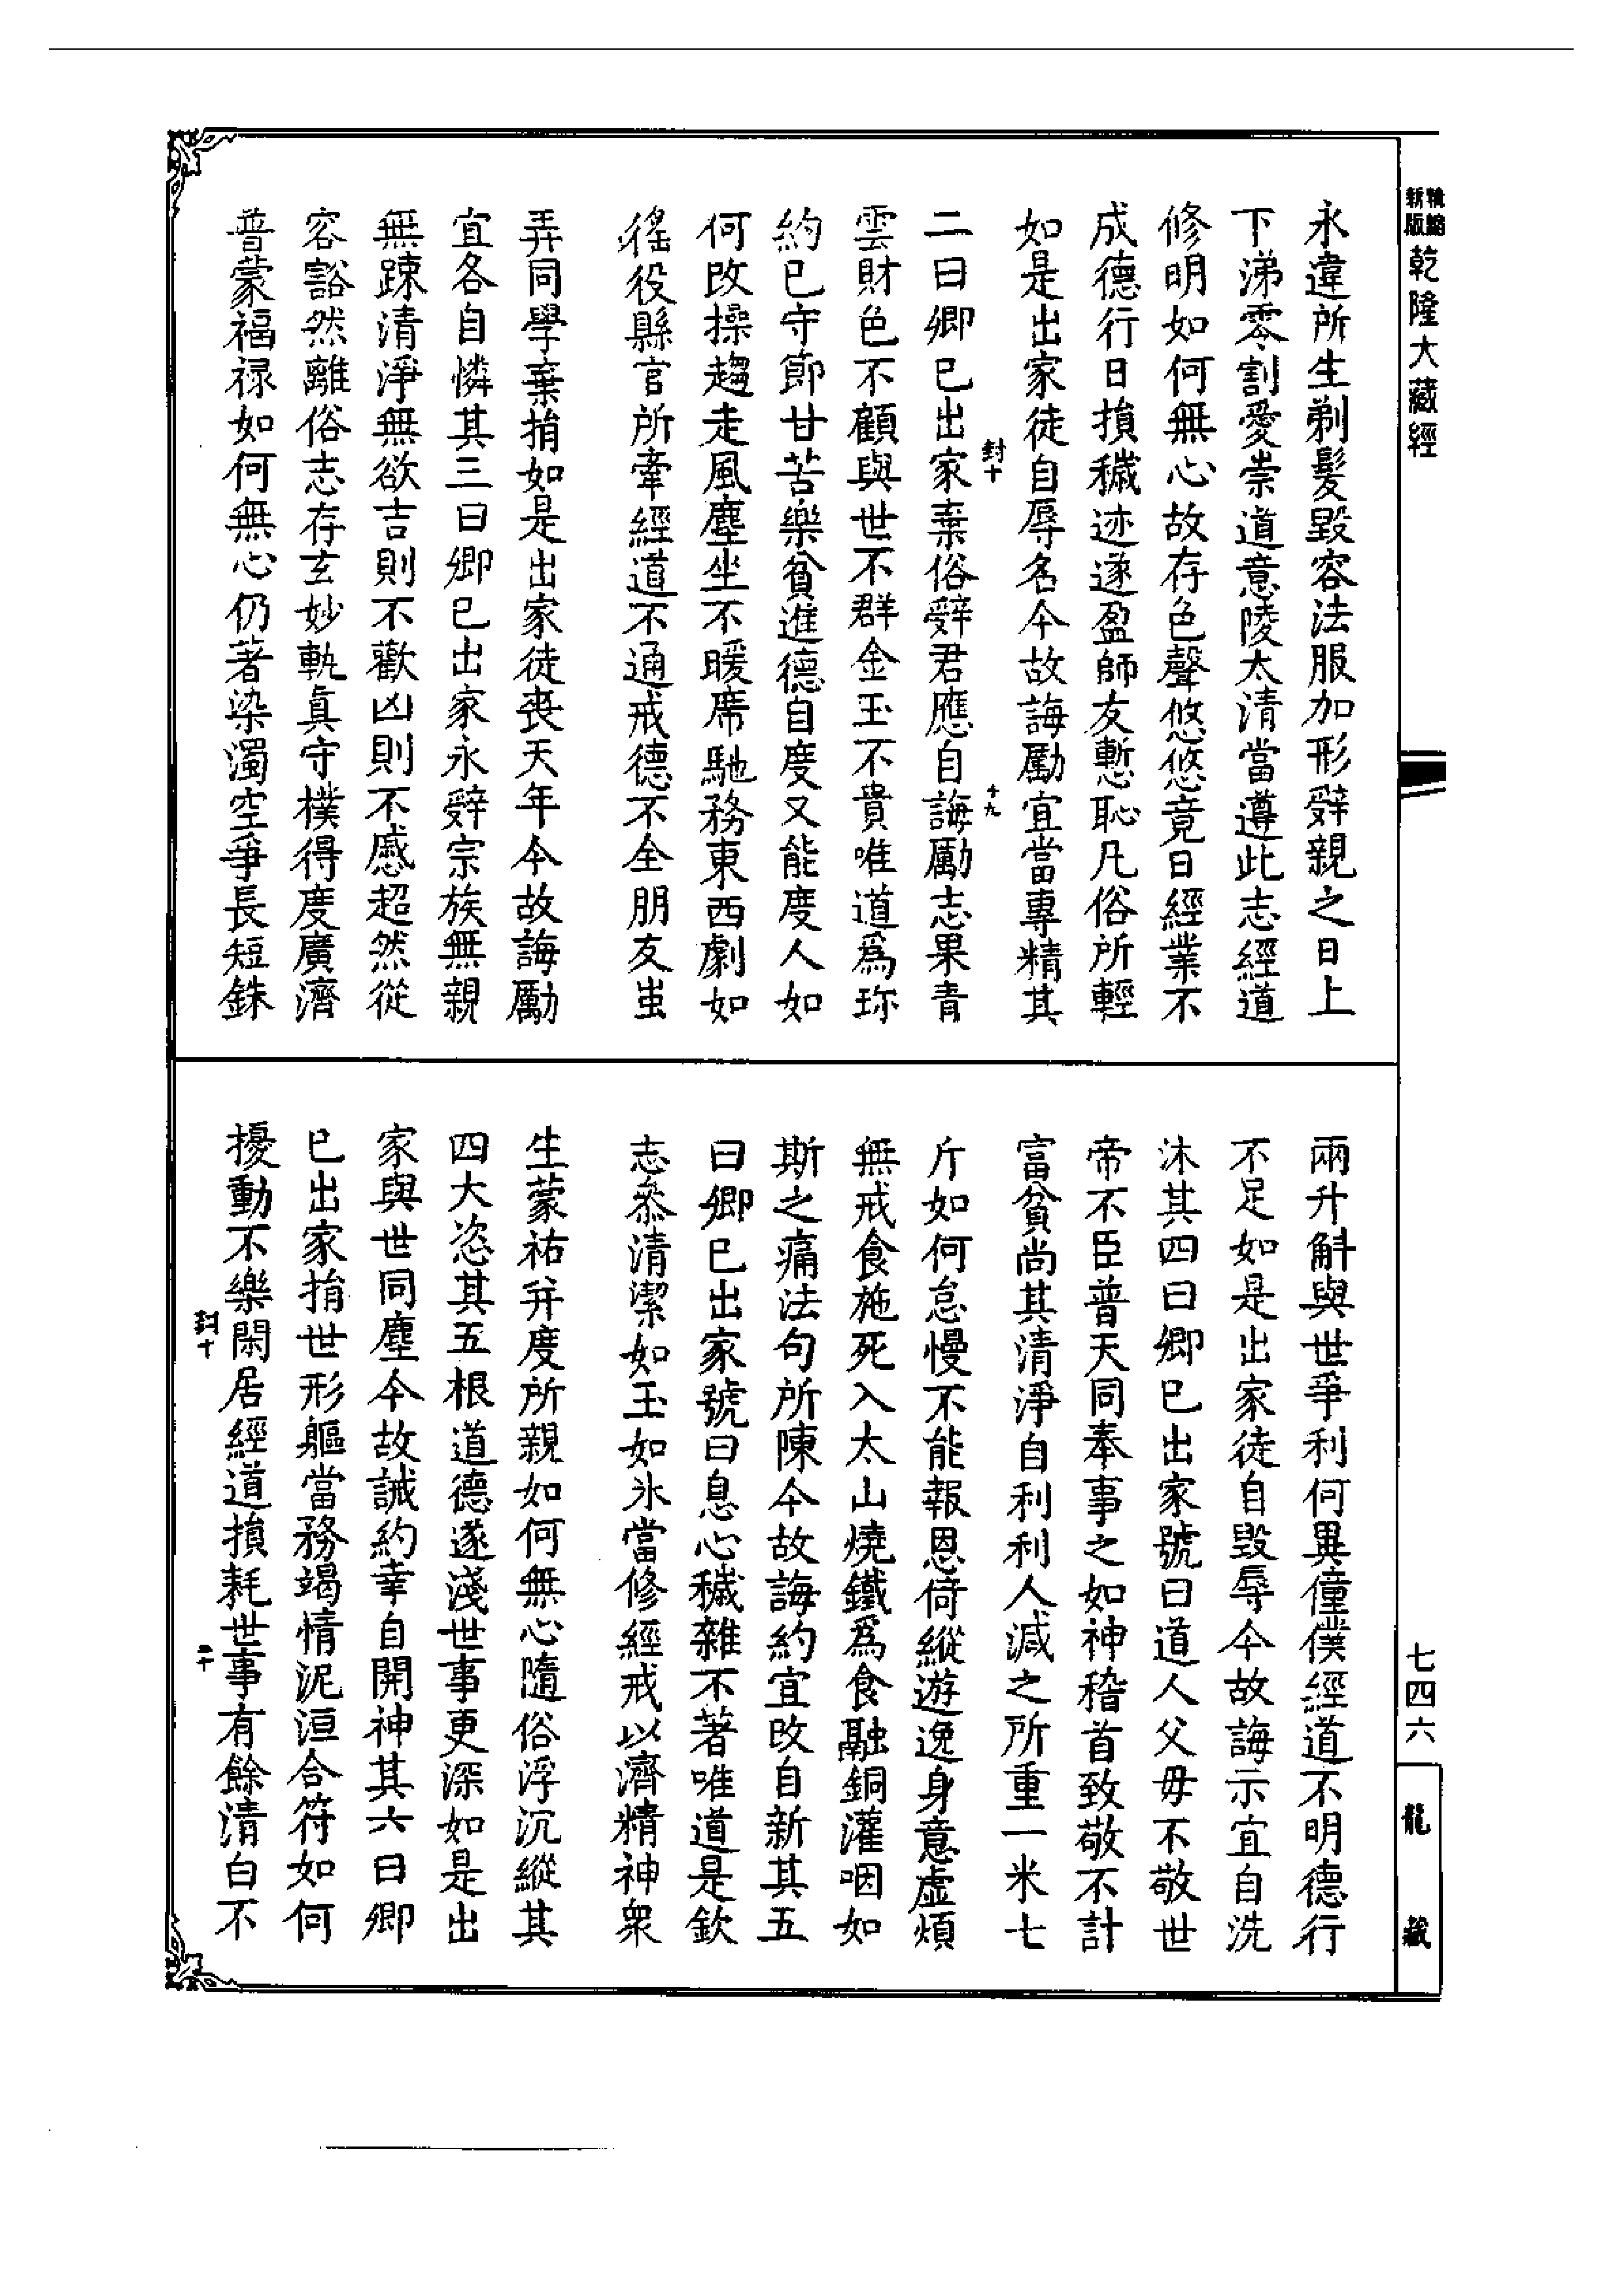 新編
縮版
乾隆大藏經
永違所生剃髮毀容法服加形辤親之日上
下涕零割愛崇道意陵太清當遵此志經道
修明如何無心故存色聲悠悠竟日經業不
成德行日損穢迹遂盈師友慙恥凡俗所輕
如是出家徒自辱名今故誨勵宜當專精其
封十
十九
二曰卿已出家棄俗辤君應自誨勵志果青
雲財色不顧與世不群金玉不貴唯道爲珎
約已守節甘苦樂貧進德自度又能度人如
何改操趨走風塵坐不暖席馳務東西劇如
徭役縣官所牽經道不通戒德不全朋友蚩
弄同學棄捐如是出家徒喪天年今故誨勵
宜各自憐其三曰卿已出家永辤宗族無親
無踈清淨無欲吉則不歡凶則不慼超然從
容豁然離俗志存玄妙軌真守樸得度廣濟
普蒙福禄如何無心仍著染濁空爭長短銖
兩升斛與世爭利何異僮僕經道不明德行
不足如是出家徒自毀辱今故誨示宜自洗
沐其四曰卿已出家號曰道人父母不敬世
帝不臣普天同奉事之如神稽首致敬不計
富貧尚其清淨自利利人減之所重一米七
斤如何怠慢不能報恩倚縱遊逸身意虛煩
無戒食施死入太山燒鐵爲食融銅灌咽如
斯之痛法句所陳今故誨約宜改自新其五
曰卿已出家號曰息心穢雜不著唯道是欽
志叅清潔如玉如氷當修經戒以濟精神衆
生蒙祐并度所親如何無心隨俗浮沉縱其
四大恣其五根道德遂淺世事更深如是出
家與世同塵今故誡約幸自開神其六曰卿
已出家捐世形軀當務竭情泥洹合符如何
擾動不樂閑居經道損耗世事有餘清白不
封十
二十
七四六
龍藏